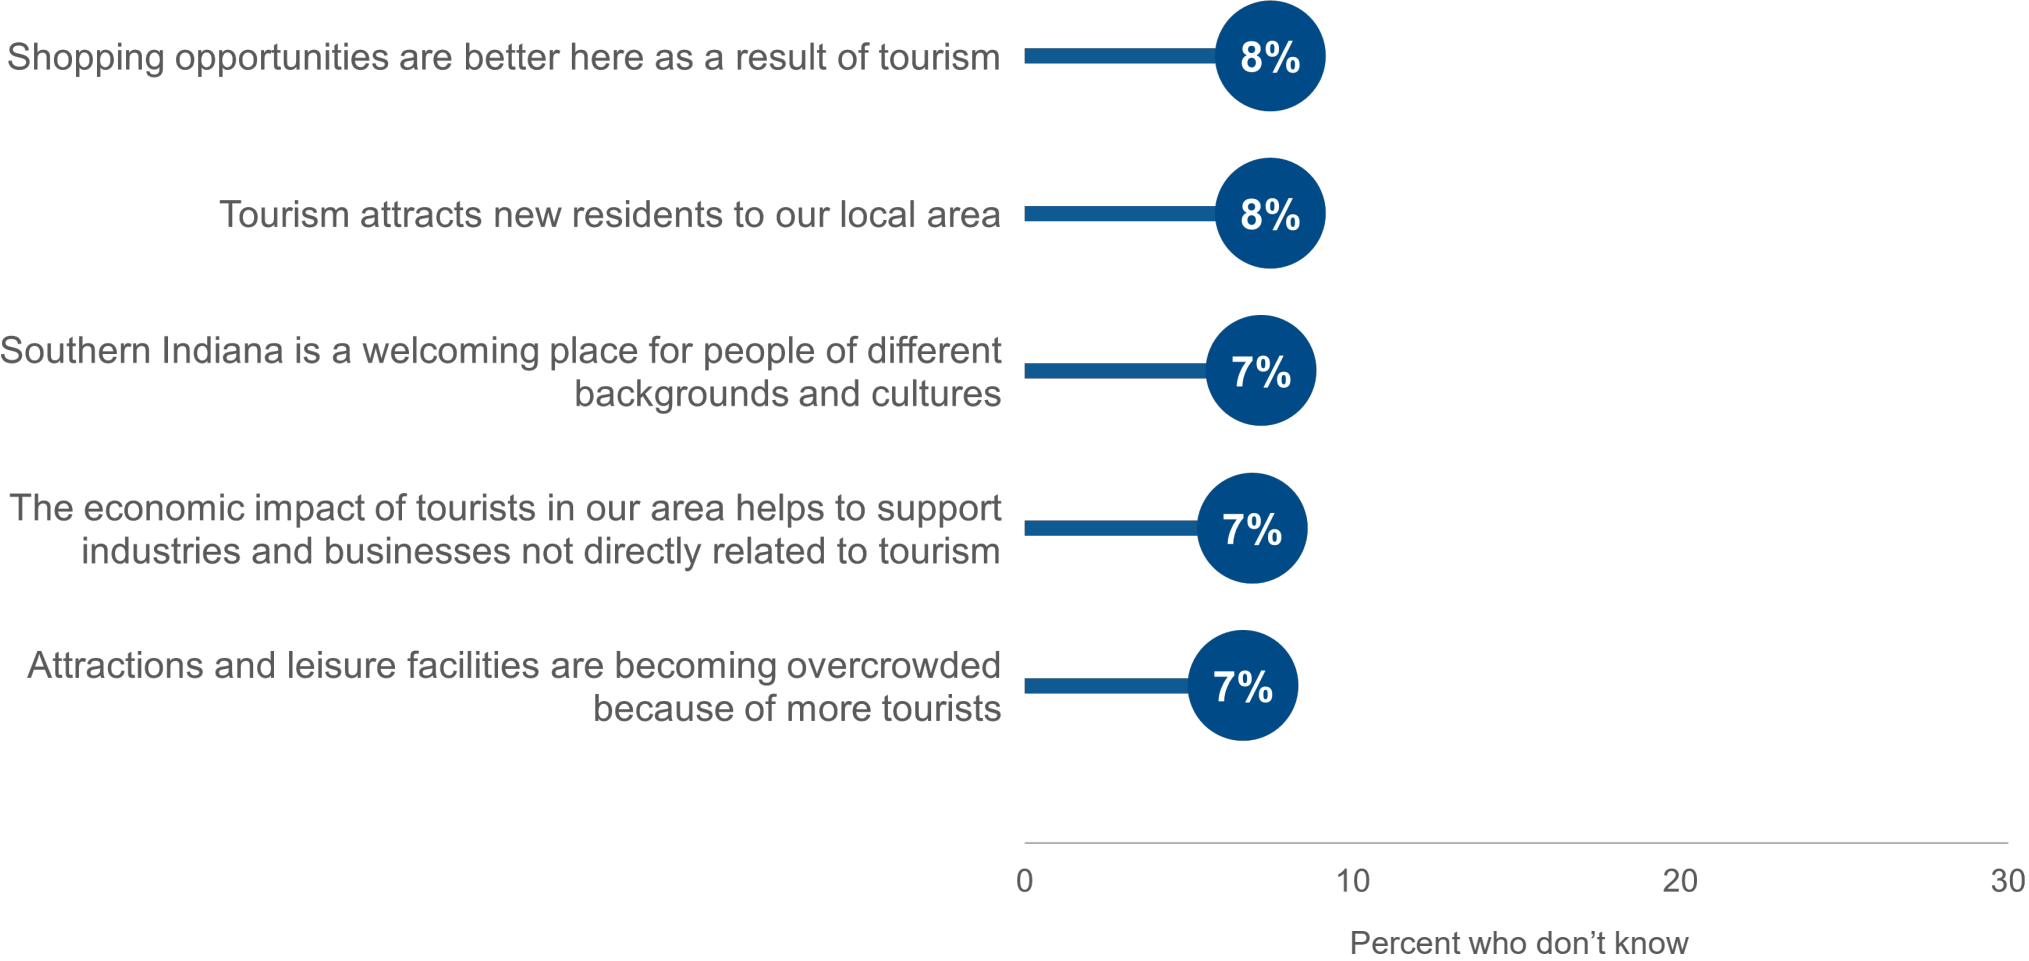 Shopping opportunities are better here as a result of tourism
8%
Tourism attracts new residents to our local area
8%
Southern Indiana is a welcoming place for people of different
backgrounds and cultures
7%
The economic impact of tourists in our area helps to support
industries and businesses not directly related to tourism
7%
Attractions and leisure facilities are becoming overcrowded
because of more tourists
7%
0 10 20 30
Percent who don’t know